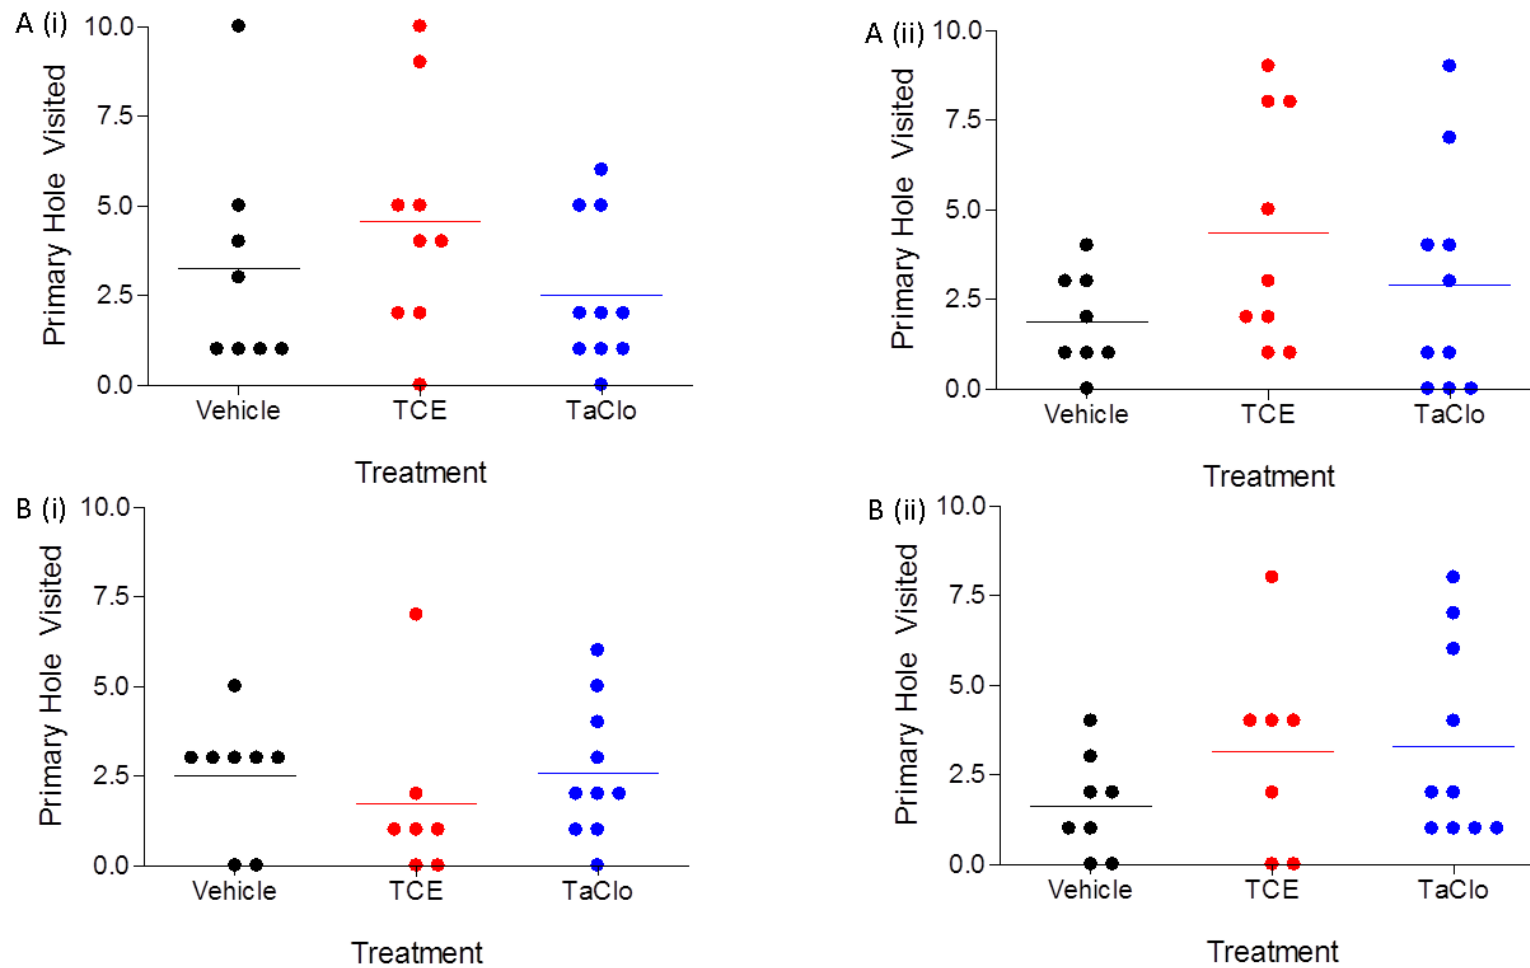 A (i)
Primary Hole Visited
10.0
7.5
5.0
2.5
0.0
Vehicle TCE TaClo
Treatment
A (ii)
Primary Hole Visited
10.0
7.5
5.0
2.5
0.0
Vehicle TCE TaClo
Treatment
B (i)
Primary Hole Visited
10.0
7.5
5.0
2.5
0.0
Vehicle TCE TaClo
Treatment
B (ii)
Primary Hole Visited
10.0
7.5
5.0
2.5
0.0
Vehicle TCE TaClo
Treatment